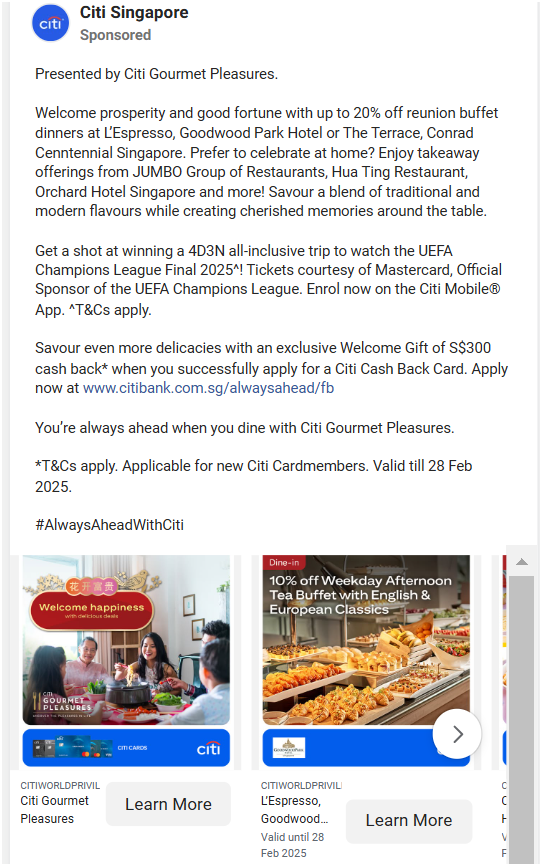 citi
Citi Singapore
Sponsored
Presented by Citi Gourmet Pleasures.
Welcome prosperity and good fortune with up to 20% off reunion buffet
dinners at L'Espresso, Goodwood Park Hotel or The Terrace, Conrad
Cenntennial Singapore. Prefer to celebrate at home? Enjoy takeaway
offerings from JUMBO Group of Restaurants, Hua Ting Restaurant,
Orchard Hotel Singapore and more! Savour a blend of traditional and
modern flavours while creating cherished memories around the table.
Get a shot at winning a 4D3N all-inclusive trip to watch the UEFA
Champions League Final 2025^! Tickets courtesy of Mastercard, Official
Sponsor of the UEFA Champions League. Enrol now on the Citi Mobile®
App. ^T&Cs apply.
Savour even more delicacies with an exclusive Welcome Gift of S$300
cash back* when you successfully apply for a Citi Cash Back Card. Apply
now at www.citibank.com.sg/alwaysahead/fb
You're always ahead when you dine with Citi Gourmet Pleasures.
*T&Cs apply. Applicable for new Citi Cardmembers. Valid till 28 Feb
2025.
#AlwaysAheadWithCiti
花开富贵
Welcome happiness
with delicious deals
CITI
GOURMET
PLEASURES
CITI CARDS
citi
Dine-in
10% off Weekday Afternoon
Tea Buffet with English &
European Classics
CITIWORLDPRIVIL
Citi Gourmet
Pleasures
Learn More
CITIWORLDPRIVIL
L'Espresso,
Goodwood...
Valid until 28
Feb 2025
Learn More